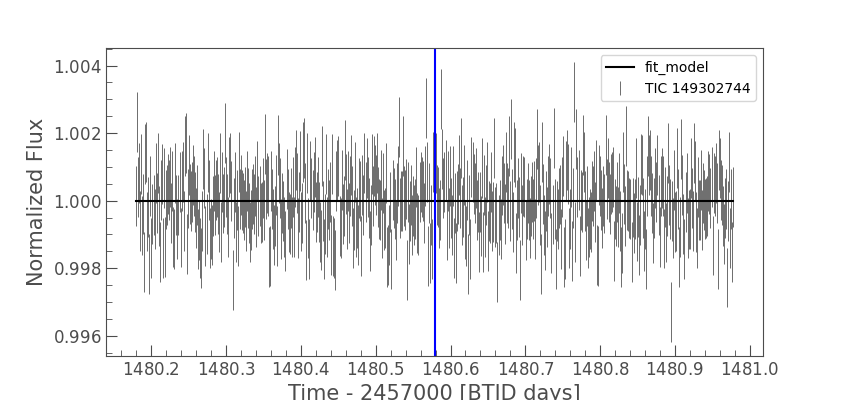 1.004
1.002
1.000
0.998
0.996
Normalized Flux
fit_model
TIC 149302744
1480.2 1480.3 1480.4 1480.5 1480.6 1480.7 1480.8 1480.9 1481.0
Time - 2457000 [BTJD days]